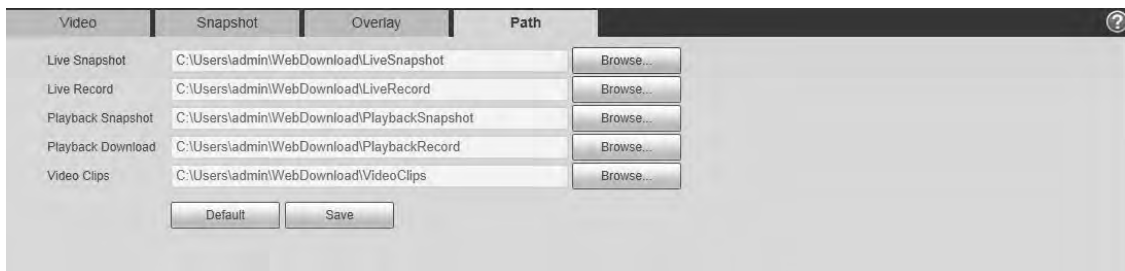 Video Snapshot Overlay Path ?
Live Snapshot C:\Users\admin\WebDownload\LiveSnapshot Browse...
Live Record C:\Users\admin\WebDownload\LiveRecord Browse...
Playback Snapshot C:\Users\admin\WebDownload\PlaybackSnapshot Browse...
Playback Download C:\Users\admin\WebDownload\PlaybackRecord Browse...
Video Clips C:\Users\admin\WebDownload\VideoClips Browse...
Default Save